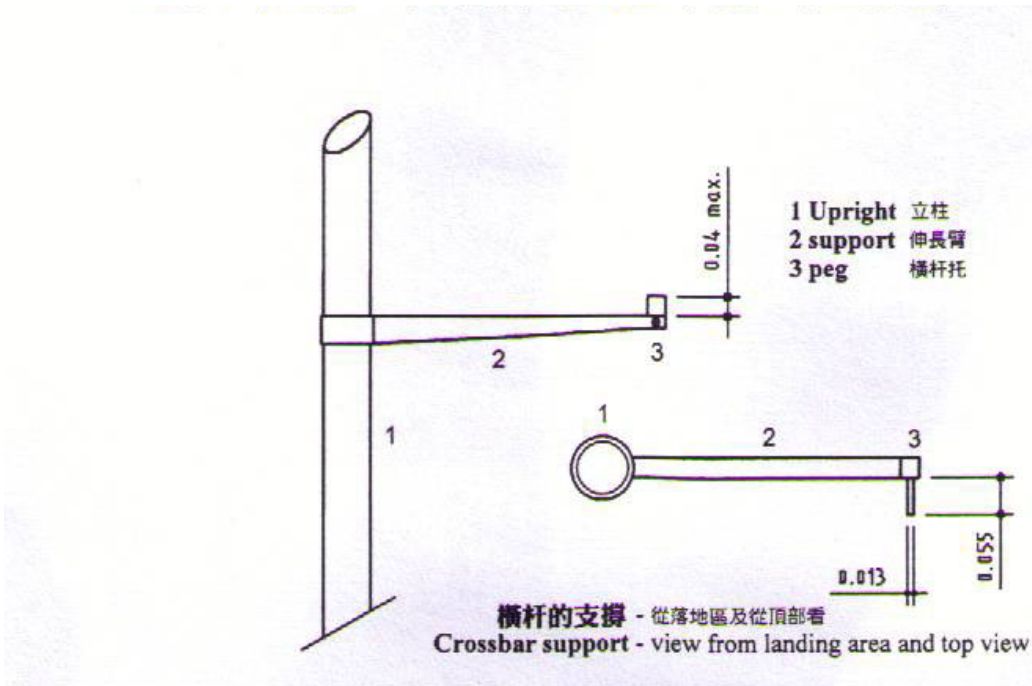 0.04 max.
1 Upright 立柱
2 support 伸長臂
3 peg 橫杆托
2
3
1
1
2
3
0.055
0.013
橫杆的支撐 - 從落地區及從頂部看
Crossbar support - view from landing area and top view